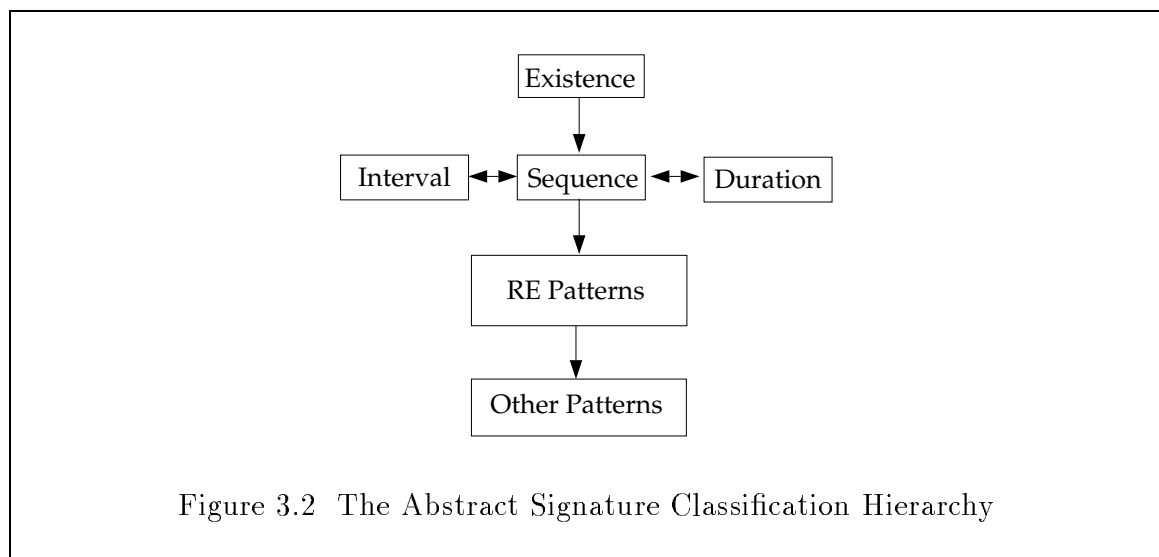 Existence
Interval
Sequence
Duration
RE Patterns
Other Patterns
Figure 3.2 The Abstract Signature Classification Hierarchy